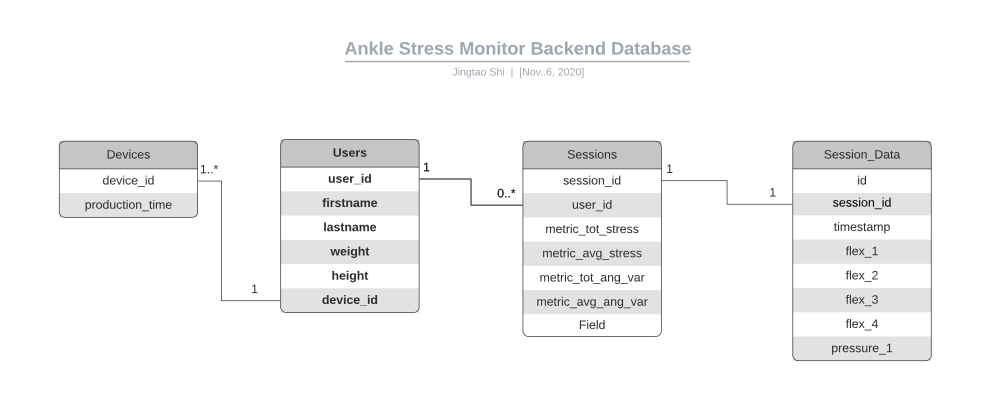 Ankle Stress Monitor Backend Database
Jingtao Shi | [Nov..6, 2020]
Devices
device_id
production_time
1..*
1
Users
user_id
firstname
lastname
weight
height
device_id
1
0..*
Sessions
session_id
user_id
metric_tot_stress
metric_avg_stress
metric_tot_ang_var
metric_avg_ang_var
Field
1
1
Session_Data
id
session_id
timestamp
flex_1
flex_2
flex_3
flex_4
pressure_1